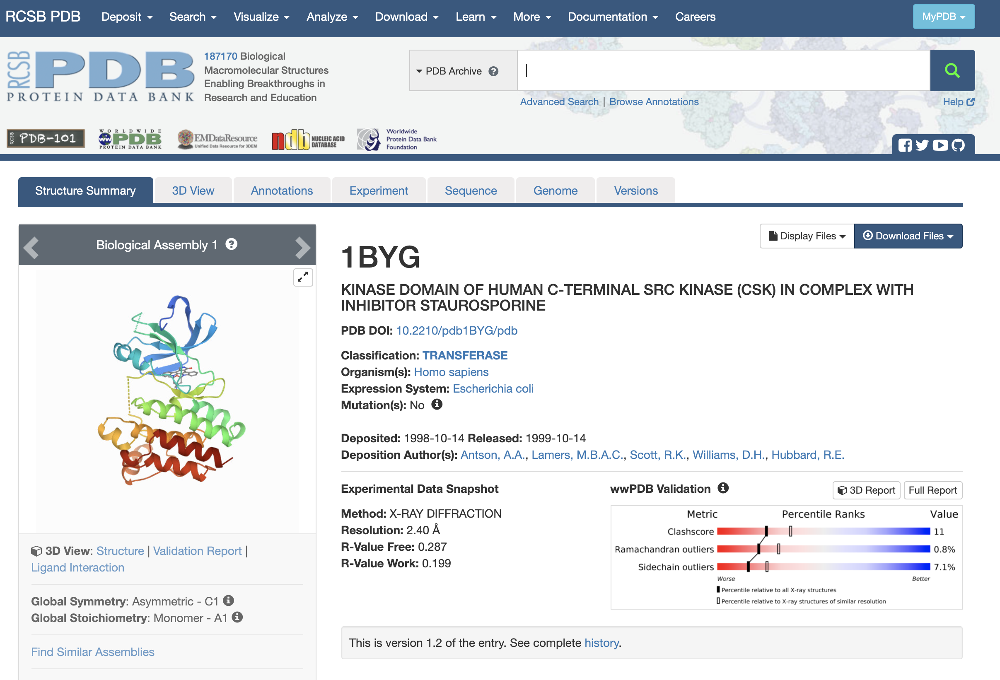 RCSB PDB Deposit Search Visualize Analyze Download Learn More Documentation Careers MyPDB
RCSB PDB
PROTEIN DATA BANK
187170 Biological
Macromolecular Structures
Enabling Breakthroughs in
Research and Education
PDB Archive
Advanced Search | Browse Annotations
Help
RCSB PDB-101
WORLDWIDE
ww PDB
PROTEIN DATA BANK
EMDataResource
Unified Data Resource for 3DEM
ndb NUCLEIC ACID
DATABASE
Worldwide
Protein Data Bank
Foundation
Structure Summary 3D View Annotations Experiment Sequence Genome Versions
Biological Assembly 1
Display Files Download Files
1BYG
KINASE DOMAIN OF HUMAN C-TERMINAL SRC KINASE (CSK) IN COMPLEX WITH
INHIBITOR STAUROSPORINE
PDB DOI: 10.2210/pdb1BYG/pdb
Classification: TRANSFERASE
Organism(s): Homo sapiens
Expression System: Escherichia coli
Mutation(s): No
Deposited: 1998-10-14 Released: 1999-10-14
Deposition Author(s): Antson, A.A., Lamers, M.B.A.C., Scott, R.K., Williams, D.H., Hubbard, R.E.
Experimental Data Snapshot
Method: X-RAY DIFFRACTION
Resolution: 2.40 Å
R-Value Free: 0.287
R-Value Work: 0.199
wwPDB Validation 3D Report Full Report
Metric Percentile Ranks Value
Clashscore 11
Ramachandran outliers 0.8%
Sidechain outliers 7.1%
Worse Better
Percentile relative to all X-ray structures
Percentile relative to X-ray structures of similar resolution
3D View: Structure | Validation Report |
Ligand Interaction
Global Symmetry: Asymmetric - C1
Global Stoichiometry: Monomer - A1
Find Similar Assemblies
This is version 1.2 of the entry. See complete history.